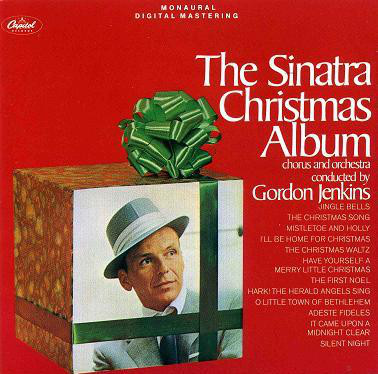 MONAURAL
DIGITAL MASTERING
Capitol
RECORDS
The Sinatra
Christmas
Album
chorus and orchestra
conducted by
Gordon Jenkins
JINGLE BELLS
THE CHRISTMAS SONG
MISTLETOE AND HOLLY
I'LL BE HOME FOR CHRISTMAS
THE CHRISTMAS WALTZ
HAVE YOURSELF A
MERRY LITTLE CHRISTMAS
THE FIRST NOEL
HARK! THE HERALD ANGELS SING
O LITTLE TOWN OF BETHLEHEM
ADESTE FIDELES
IT CAME UPON A
MIDNIGHT CLEAR
SILENT NIGHT